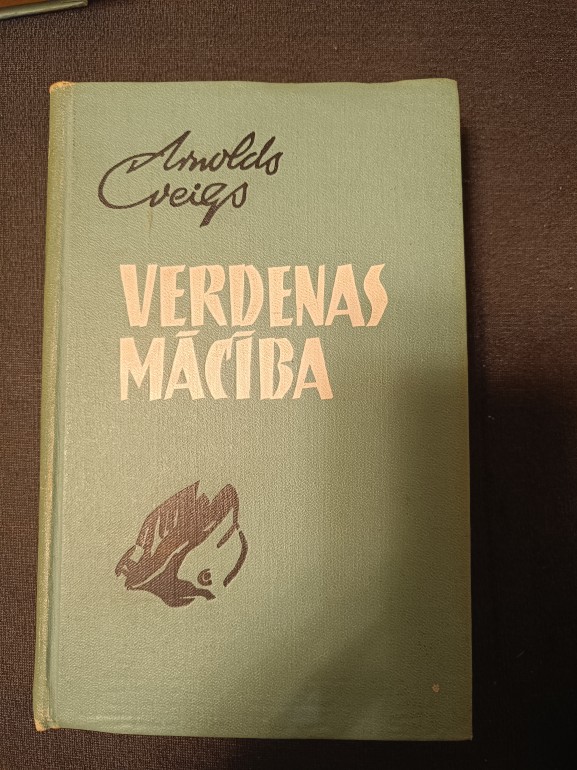 Arnolds
Cveigs
VERDENAS
MĀCĪBA